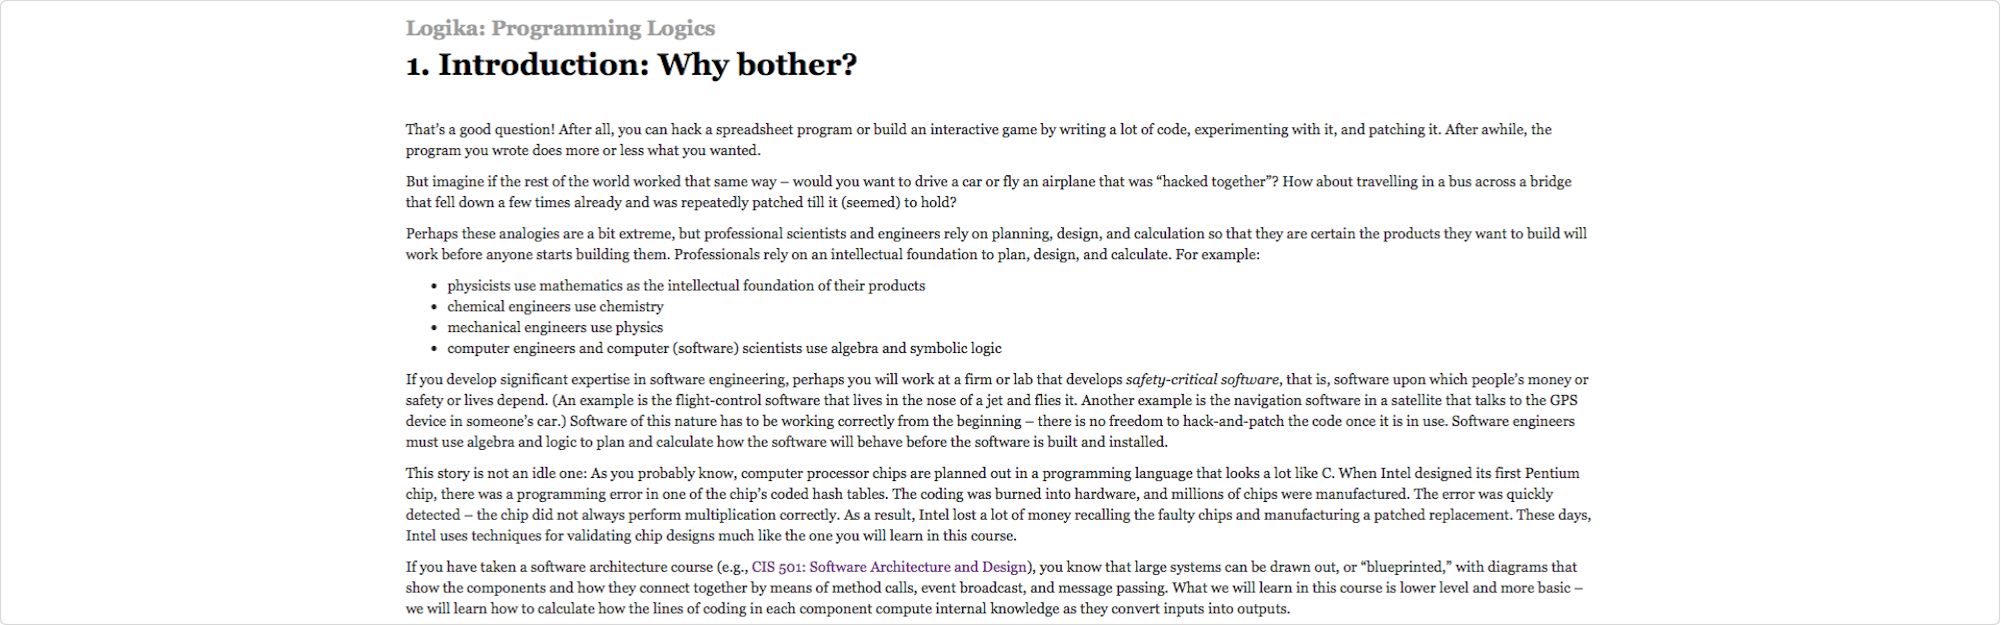 Logika: Programming Logics
1. Introduction: Why bother?
That’s a good question! After all, you can hack a spreadsheet program or build an interactive game by writing a lot of code, experimenting with it, and patching it. After awhile, the
program you wrote does more or less what you wanted.
But imagine if the rest of the world worked that same way – would you want to drive a car or fly an airplane that was “hacked together”? How about travelling in a bus across a bridge
that fell down a few times already and was repeatedly patched till it (seemed) to hold?
Perhaps these analogies are a bit extreme, but professional scientists and engineers rely on planning, design, and calculation so that they are certain the products they want to build will
work before anyone starts building them. Professionals rely on an intellectual foundation to plan, design, and calculate. For example:
• physicists use mathematics as the intellectual foundation of their products
• chemical engineers use chemistry
• mechanical engineers use physics
• computer engineers and computer (software) scientists use algebra and symbolic logic
If you develop significant expertise in software engineering, perhaps you will work at a firm or lab that develops safety-critical software, that is, software upon which people’s money or
safety or lives depend. (An example is the flight-control software that lives in the nose of a jet and flies it. Another example is the navigation software in a satellite that talks to the GPS
device in someone’s car.) Software of this nature has to be working correctly from the beginning – there is no freedom to hack-and-patch the code once it is in use. Software engineers
must use algebra and logic to plan and calculate how the software will behave before the software is built and installed.
This story is not an idle one: As you probably know, computer processor chips are planned out in a programming language that looks a lot like C. When Intel designed its first Pentium
chip, there was a programming error in one of the chip’s coded hash tables. The coding was burned into hardware, and millions of chips were manufactured. The error was quickly
detected – the chip did not always perform multiplication correctly. As a result, Intel lost a lot of money recalling the faulty chips and manufacturing a patched replacement. These days,
Intel uses techniques for validating chip designs much like the one you will learn in this course.
If you have taken a software architecture course (e.g., CIS 501: Software Architecture and Design), you know that large systems can be drawn out, or “blueprinted,” with diagrams that
show the components and how they connect together by means of method calls, event broadcast, and message passing. What we will learn in this course is lower level and more basic –
we will learn how to calculate how the lines of coding in each component compute internal knowledge as they convert inputs into outputs.